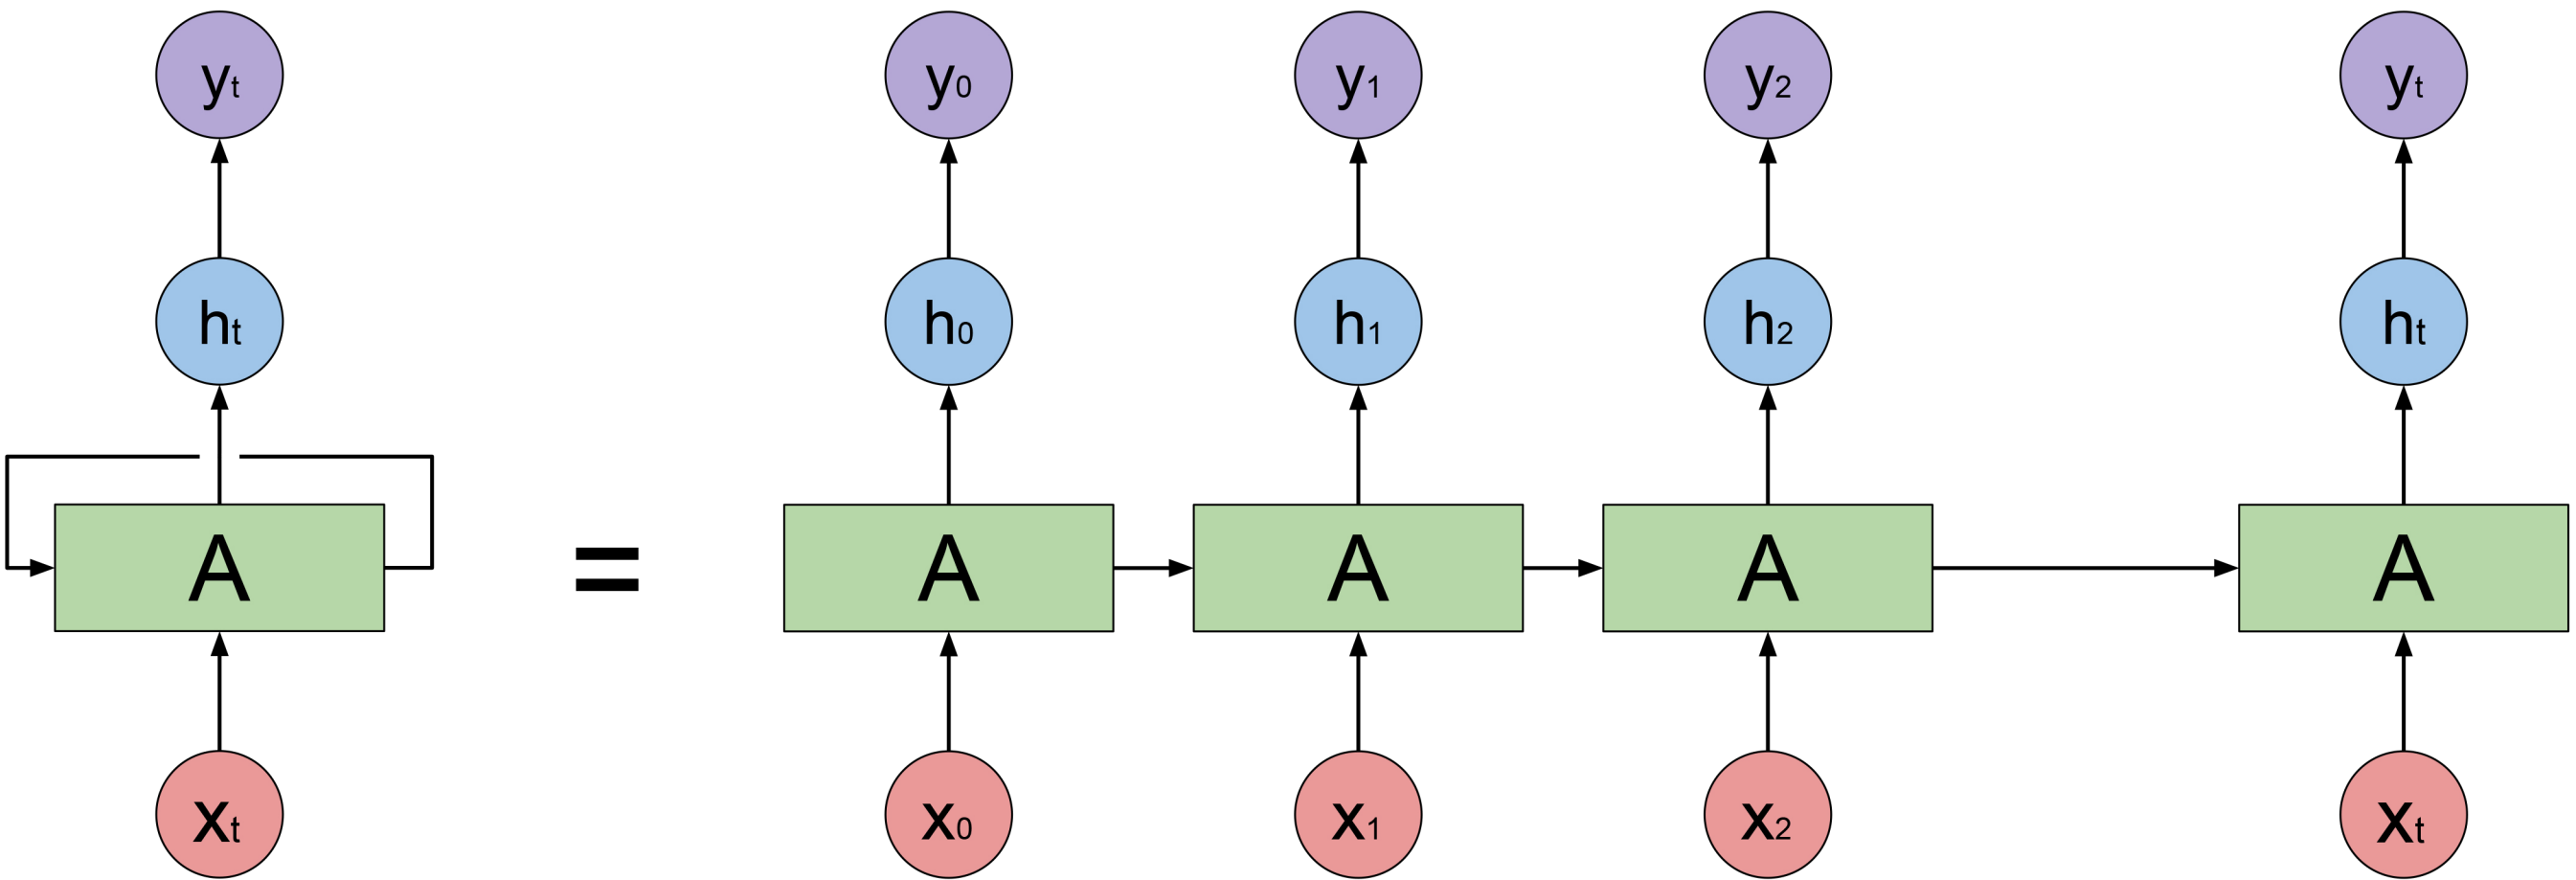 yt y0 y1 y2 yt
ht h0 h1 h2 ht
A = A A A A
xt x0 x1 x2 xt